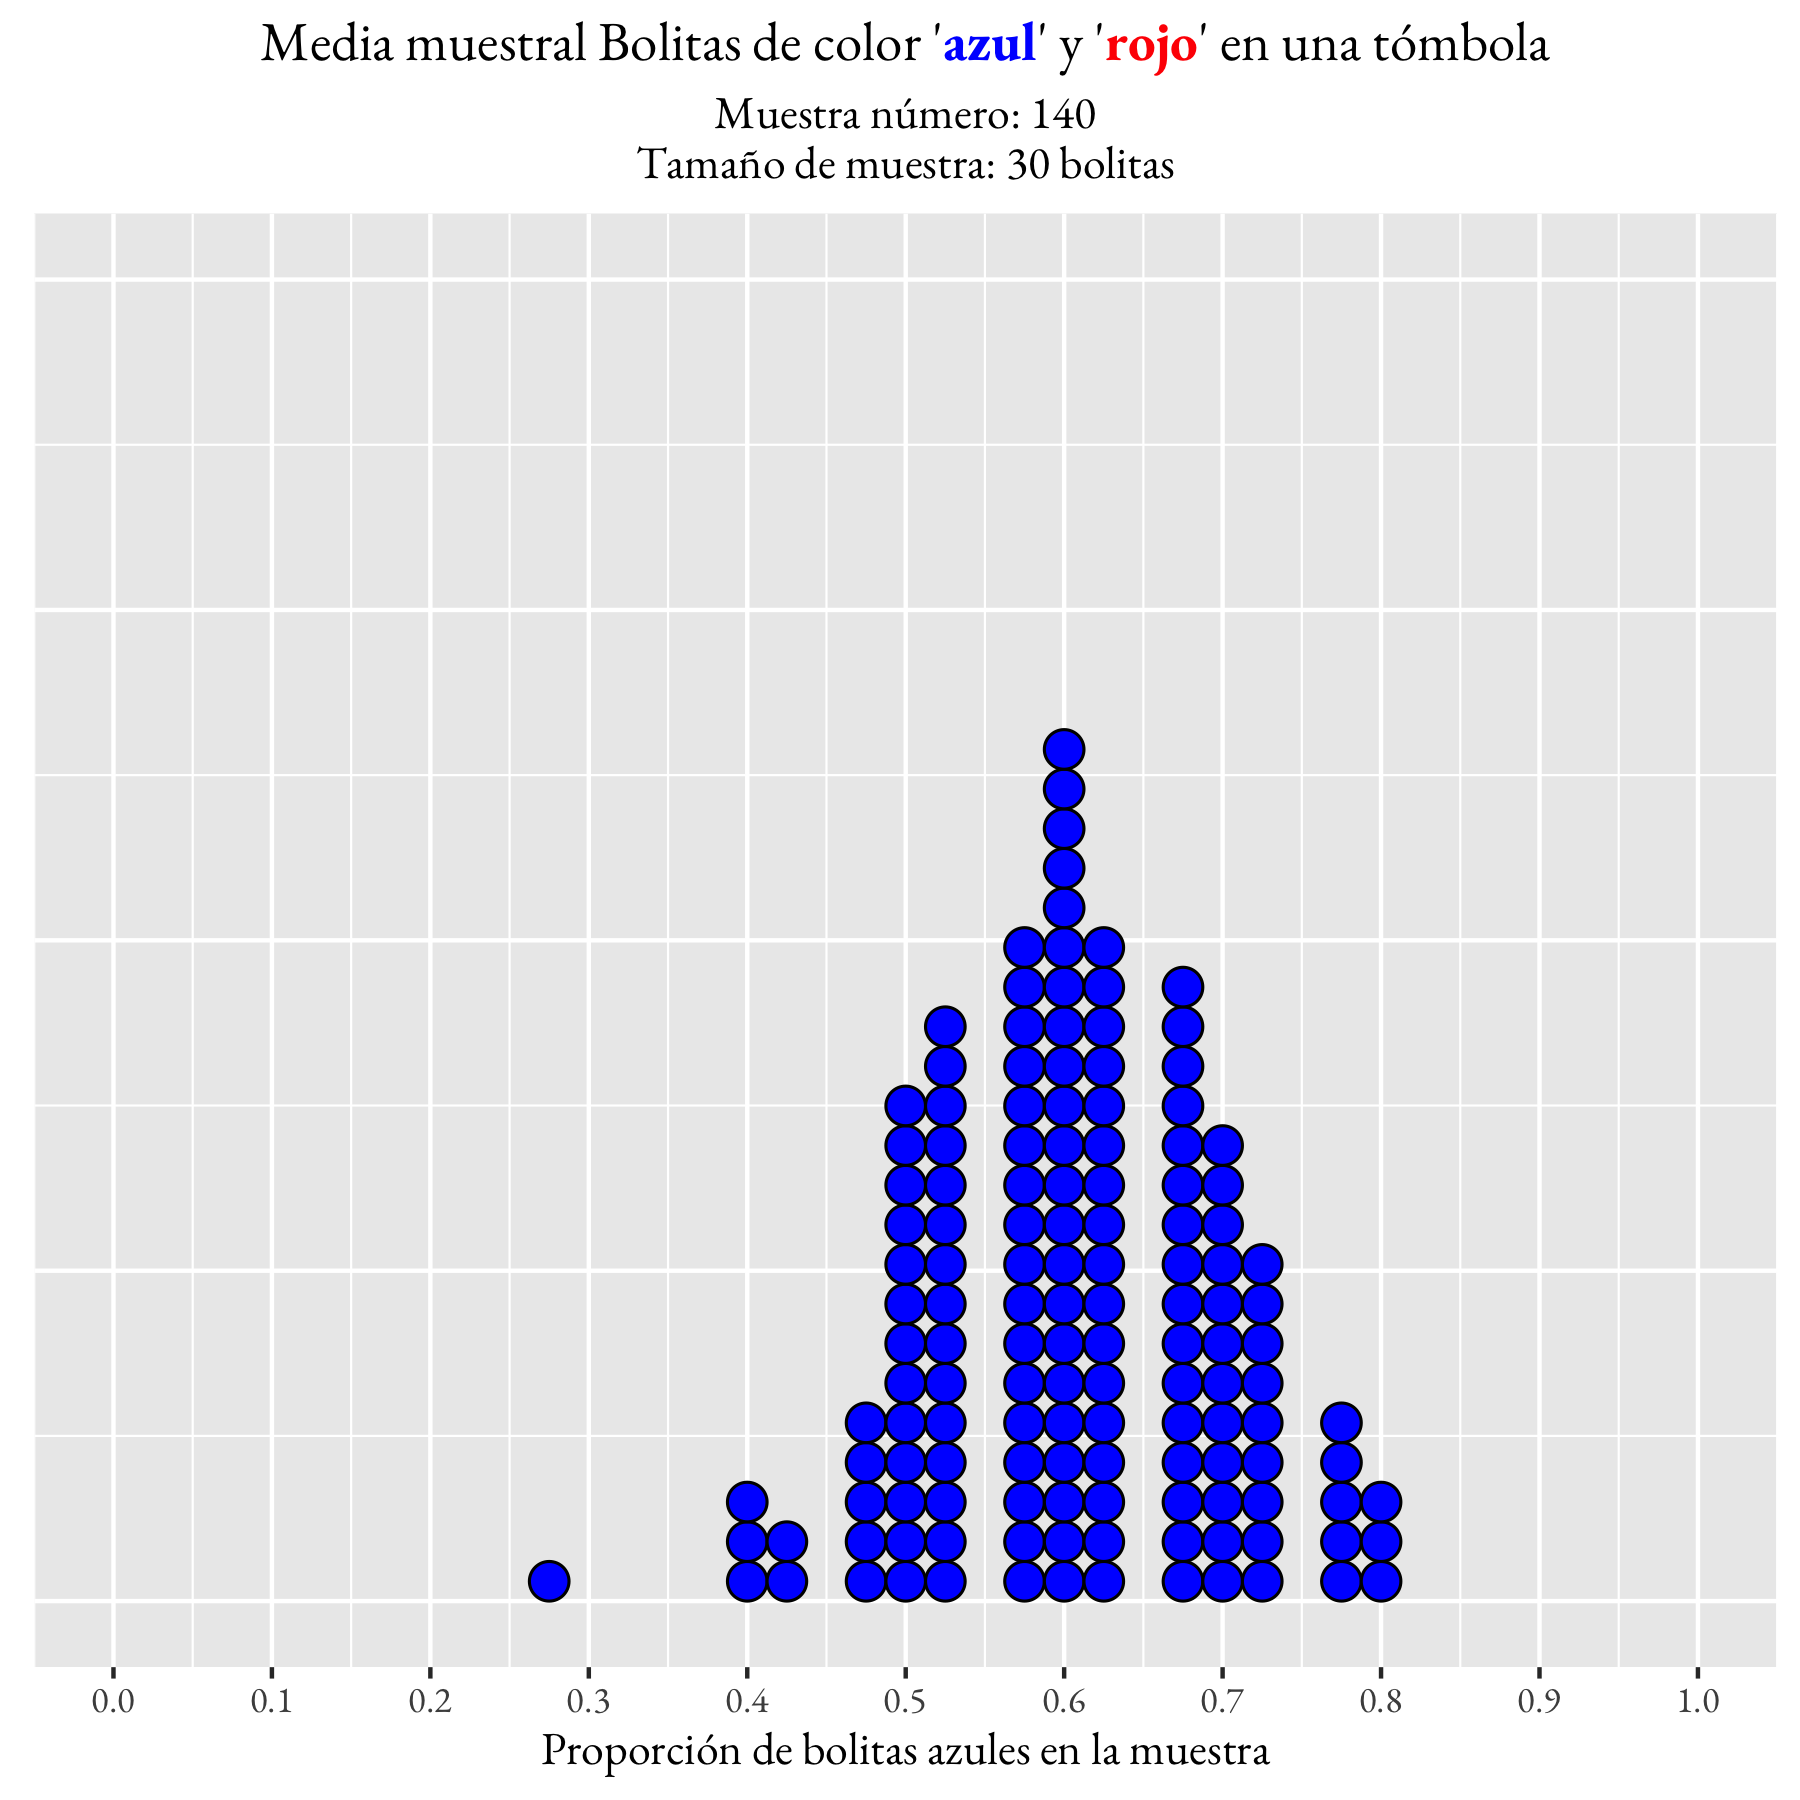 Media muestral Bolitas de color 'azul' y 'rojo' en una tómbola
Muestra número: 140
Tamaño de muestra: 30 bolitas
0.0 0.1 0.2 0.3 0.4 0.5 0.6 0.7 0.8 0.9 1.0
Proporción de bolitas azules en la muestra